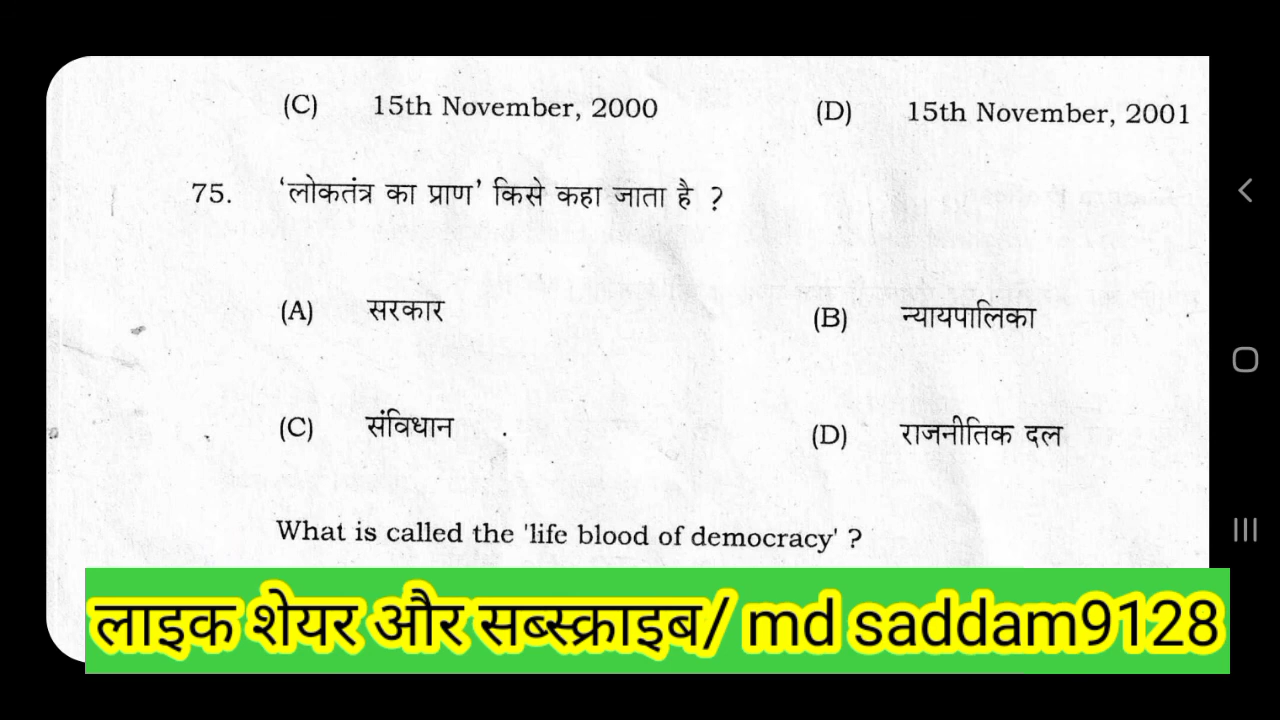 (C) 15th November, 2000 (D) 15th November, 2001
75. 'लोकतंत्र का प्राण' किसे कहा जाता है ?
(A) सरकार (B) न्यायपालिका
(C) संविधान (D) राजनीतिक दल
What is called the 'life blood of democracy' ?
लाइक शेयर और सब्स्क्राइब/ md saddam9128